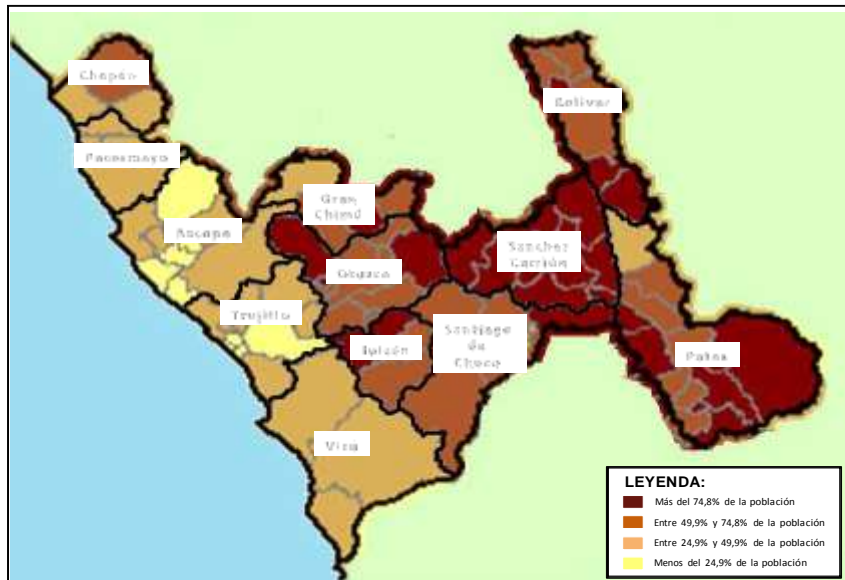 Chepén
Bolívar
Pacasmayo
Gran
Chimú
Ascope
Sánchez
Carrión
Otuzco
Trujillo
Santiago
de
Chuco
Julcán
Pataz
Virú
LEYENDA:
Más del 74,8% de la población
Entre 49,9% y 74,8% de la población
Entre 24,9% y 49,9% de la población
Menos del 24,9% de la población